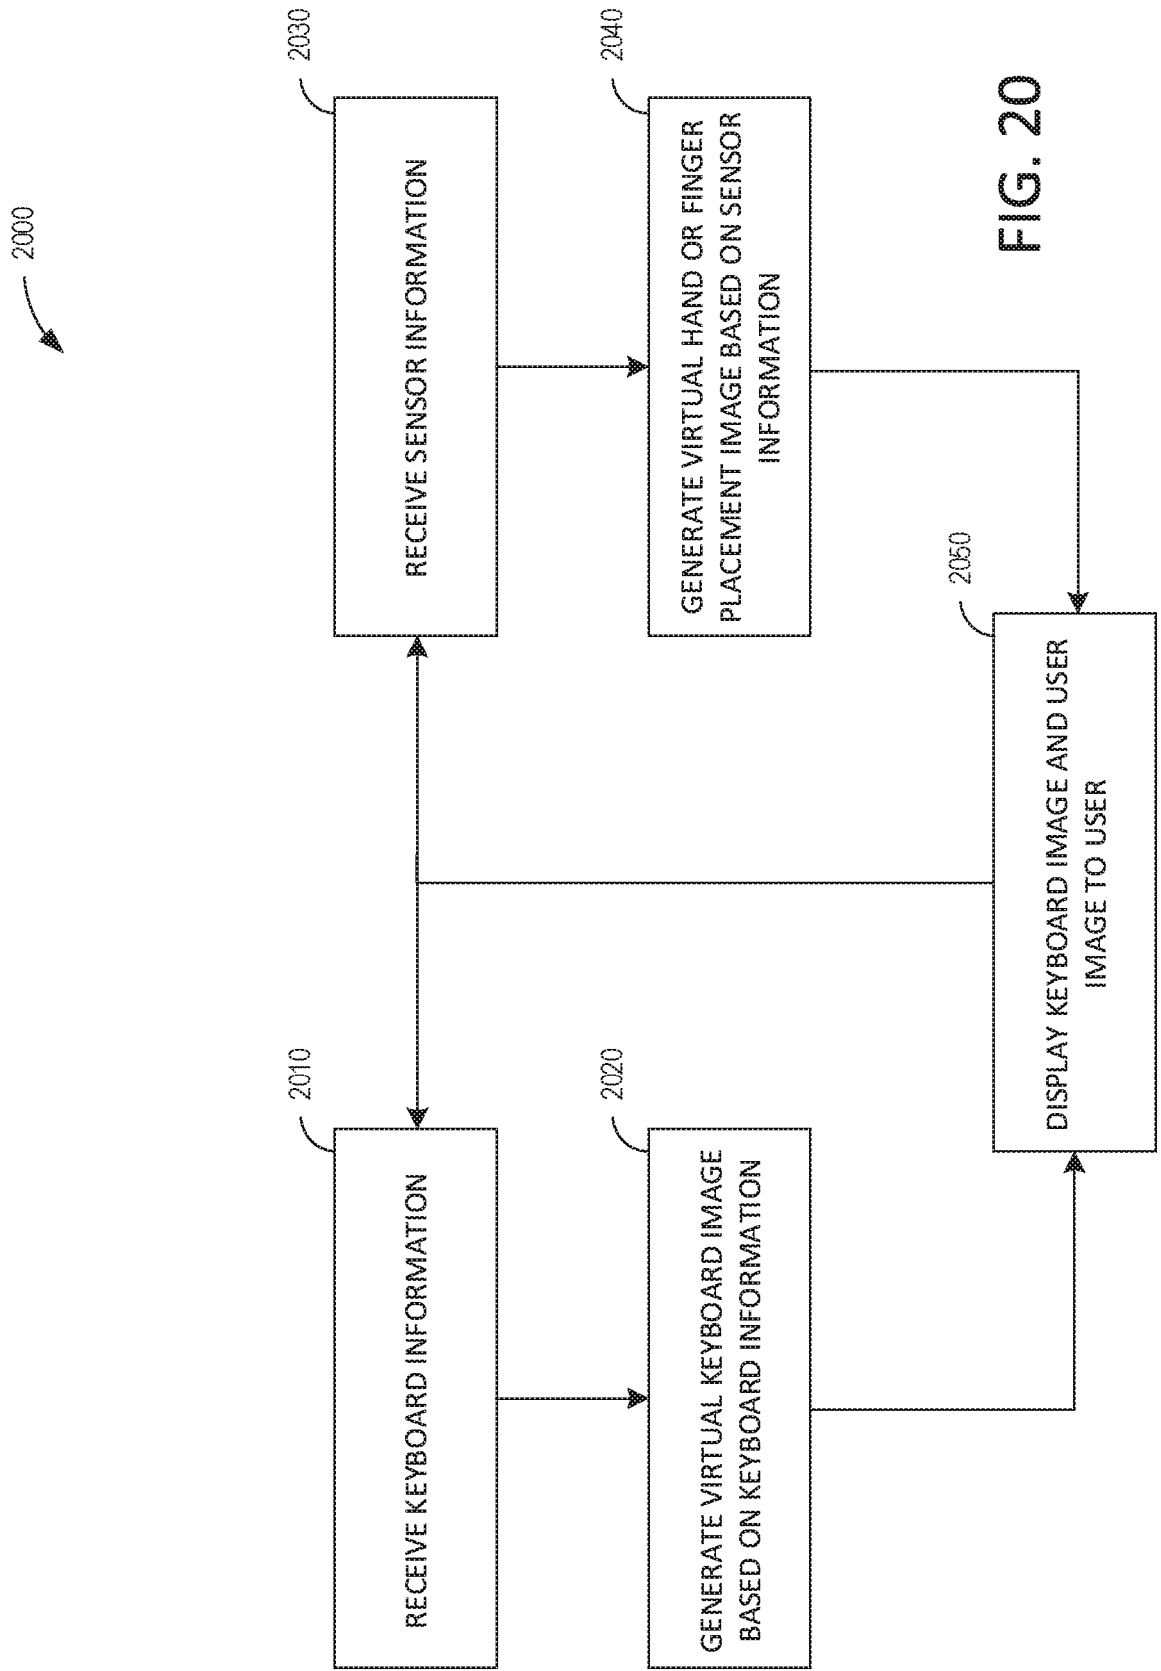 2000
2010
RECEIVE KEYBOARD INFORMATION
2030
RECEIVE SENSOR INFORMATION
2020
GENERATE VIRTUAL KEYBOARD IMAGE
BASED ON KEYBOARD INFORMATION
2040
GENERATE VIRTUAL HAND OR FINGER
PLACEMENT IMAGE BASED ON SENSOR
INFORMATION
2050
DISPLAY KEYBOARD IMAGE AND USER
IMAGE TO USER
FIG. 20